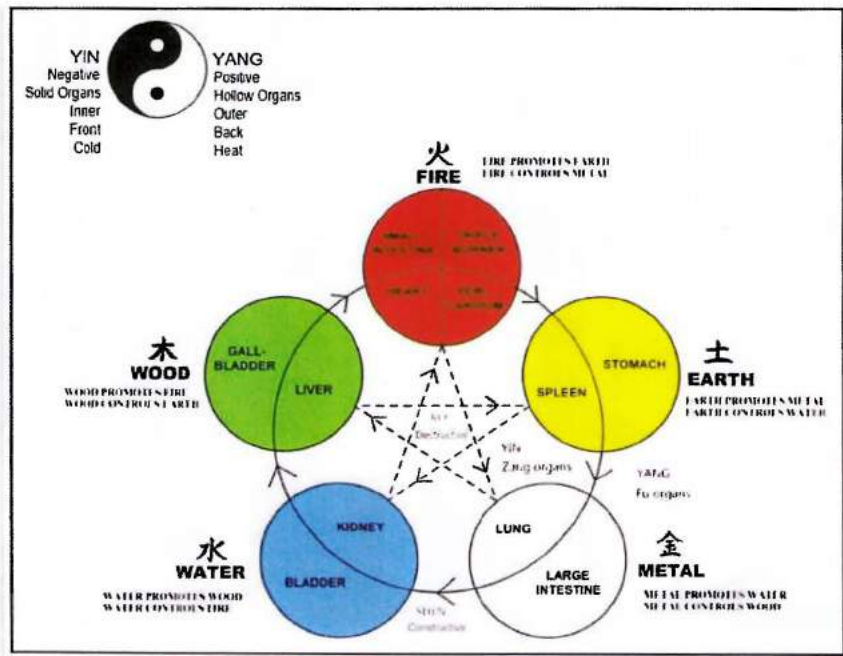 YIN
Negative
Solid Organs
Inner
Front
Cold
YANG
Positive
Hollow Organs
Outer
Back
Heat
火
FIRE
FIRE PROMOTES EARTH
FIRE CONTROLS METAL
SMALL INTESTINE
HEART
木
WOOD
WOOD PROMOTES FIRE
WOOD CONTROLS EARTH
GALL-
BLADDER
LIVER
土
EARTH
EARTH PROMOTES METAL
EARTH CONTROLS WATER
STOMACH
SPLEEN
Destructive
YIN
Zang organs
YANG
Fu organs
水
WATER
WATER PROMOTES WOOD
WATER CONTROLS FIRE
KIDNEY
BLADDER
Constructive
LUNG
LARGE
INTESTINE
金
METAL
METAL PROMOTES WATER
METAL CONTROLS WOOD